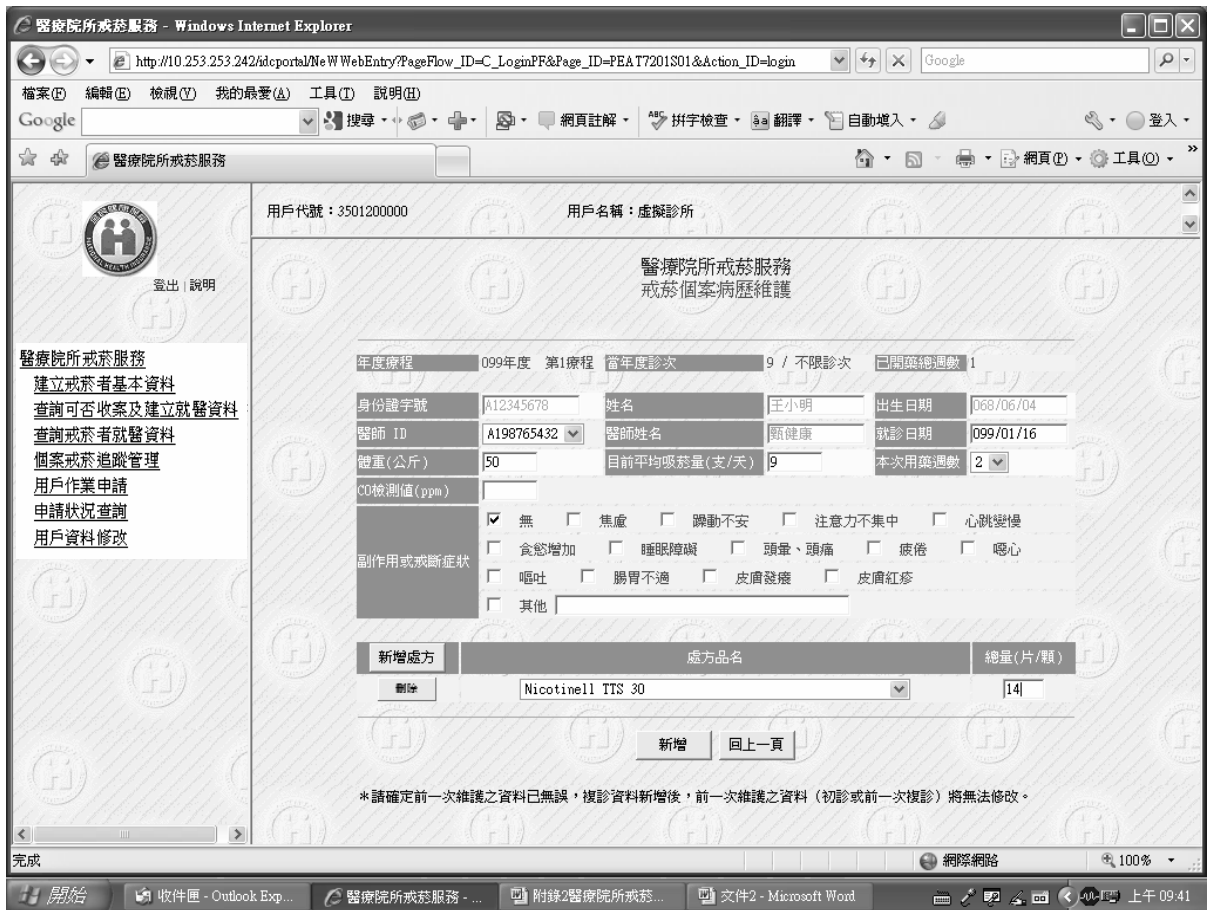 醫療院所戒菸服務 - Windows Internet Explorer
http://10.253.253.242/idcportal/NeWWebEntry?PageFlow_ID=C_LoginPF&Page_ID=PEAT7201S01&Action_ID=login
Google
檔案(F) 編輯(E) 檢視(V) 我的最愛(A) 工具(T) 說明(H)
Google 搜尋 網頁註解 拼字檢查 翻譯 自動填入 登入
醫療院所戒菸服務 網頁(P) 工具(O) »
用戶代號：3501200000 用戶名稱：虛擬診所
NATIONAL HEALTH INSURANCE
登出 | 說明
醫療院所戒菸服務
建立戒菸者基本資料
查詢可否收案及建立就醫資料
查詢戒菸者就醫資料
個案戒菸追蹤管理
用戶作業申請
申請狀況查詢
用戶資料修改
醫療院所戒菸服務
戒菸個案病歷維護
年度療程 099年度 第1療程 當年度診次 9 / 不限診次 已開藥總週數 1
身份證字號 A12345678 姓名 王小明 出生日期 068/06/04
醫師 ID A198765432 醫師姓名 甄健康 就診日期 099/01/16
體重(公斤) 50 目前平均吸菸量(支/天) 9 本次用藥週數 2
CO檢測值(ppm)
副作用或戒斷症狀
無 焦慮 躁動不安 注意力不集中 心跳變慢
食慾增加 睡眠障礙 頭暈、頭痛 疲倦 噁心
嘔吐 腸胃不適 皮膚發癢 皮膚紅疹
其他
新增處方 處方品名 總量(片/顆)
刪除 Nicotinell TTS 30 14
新增 回上一頁
＊請確定前一次維護之資料已無誤，複診資料新增後，前一次維護之資料（初診或前一次複診）將無法修改。
完成 網際網路 100%
開始 收件匣 - Outlook Exp... 醫療院所戒菸服務 - ... 附錄2醫療院所戒菸... 文件2 - Microsoft Word 上午 09:41